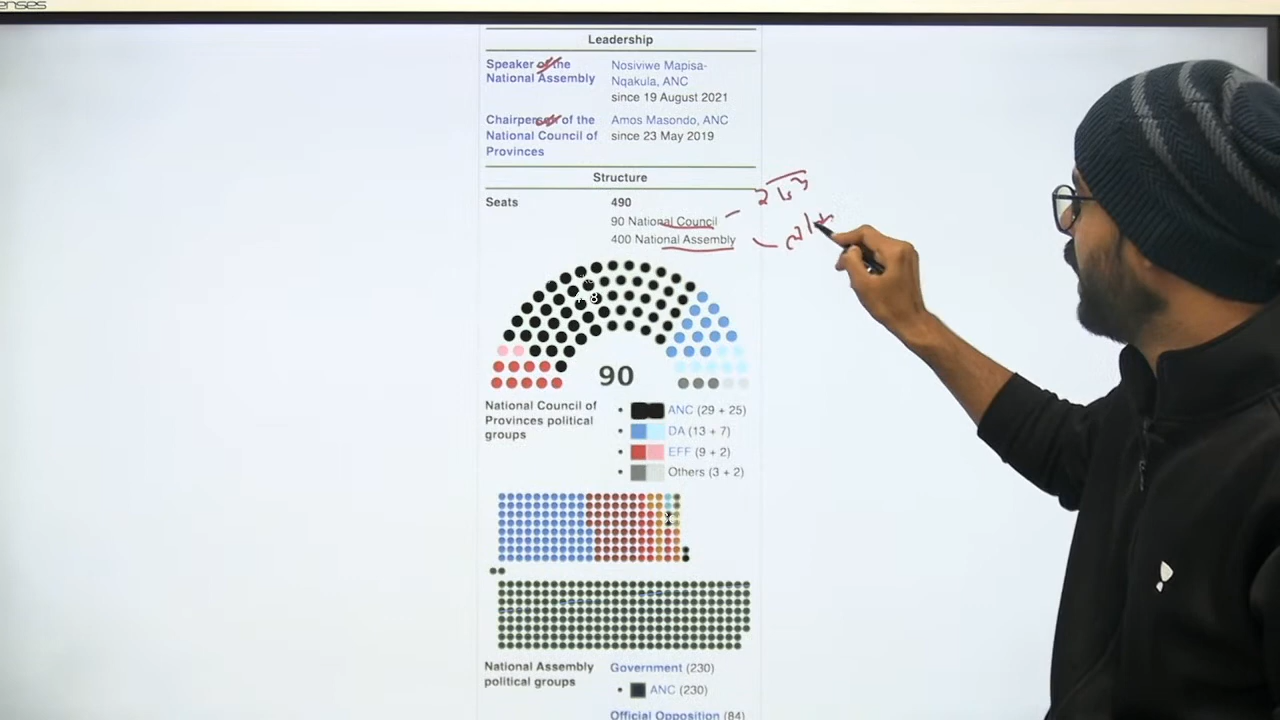 enses
Leadership
Speaker of the
National Assembly
Nosiviwe Mapisa-
Nqakula, ANC
since 19 August 2021
Chairperson of the
National Council of
Provinces
Amos Masondo, ANC
since 23 May 2019
Structure
Seats
490
90 National Council
400 National Assembly
90
National Council of
Provinces political
groups
ANC (29 + 25)
DA (13 + 7)
EFF (9 + 2)
Others (3 + 2)
National Assembly
political groups
Government (230)
ANC (230)
Official Opposition (84)